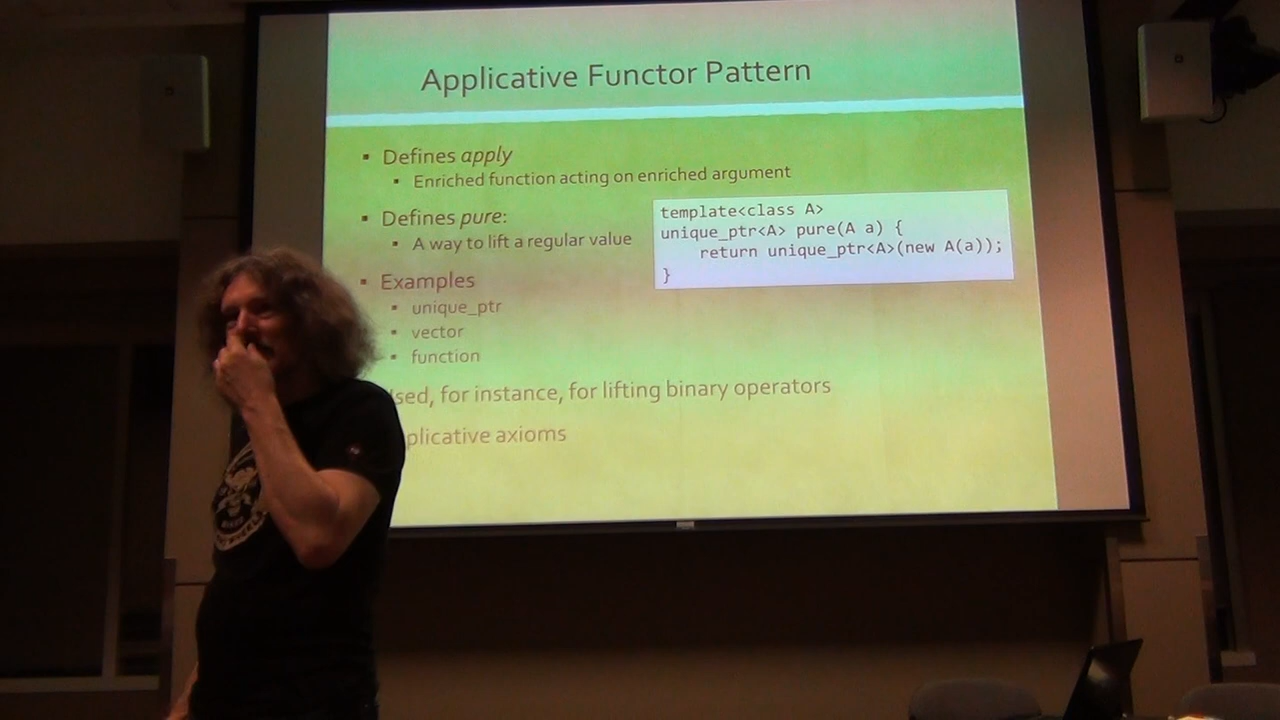 Applicative Functor Pattern
▪ Defines apply
▪ Enriched function acting on enriched argument
▪ Defines pure:
▪ A way to lift a regular value
template<class A>
unique_ptr<A> pure(A a) {
return unique_ptr<A>(new A(a));
}
▪ Examples
▪ unique_ptr
▪ vector
▪ function
sed, for instance, for lifting binary operators
plicative axioms